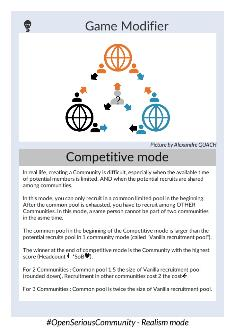 Game Modifier
?
Picture by Alexandre QUACH
Competitive mode
In real life, creating a Community is difficult, especially when the available time
of potential members is limited, AND when the potential recruits are shared
among communities.
In this mode, you can only recruit in a common limited pool in the beginning.
After the common pool is exhausted, you have to recruit among OTHER
Communities. In this mode, a same person cannot be part of two communities
in the same time.
The common pool in the beginning of the Competitive mode is larger than the
potential recruits pool in 1 community mode (called "Vanilla recruitment pool").
The winner at the end of competitive mode is the Community with the highest
score (Headcount * SoB).
For 2 Communities : Common pool 1.5 the size of Vanilla recruitment pool
(rounded down). Recruitment in other communities cost 2 the cost
For 3 Communities : Common pool is twice the size of Vanilla recruitment pool.
#OpenSeriousCommunity - Realism mode